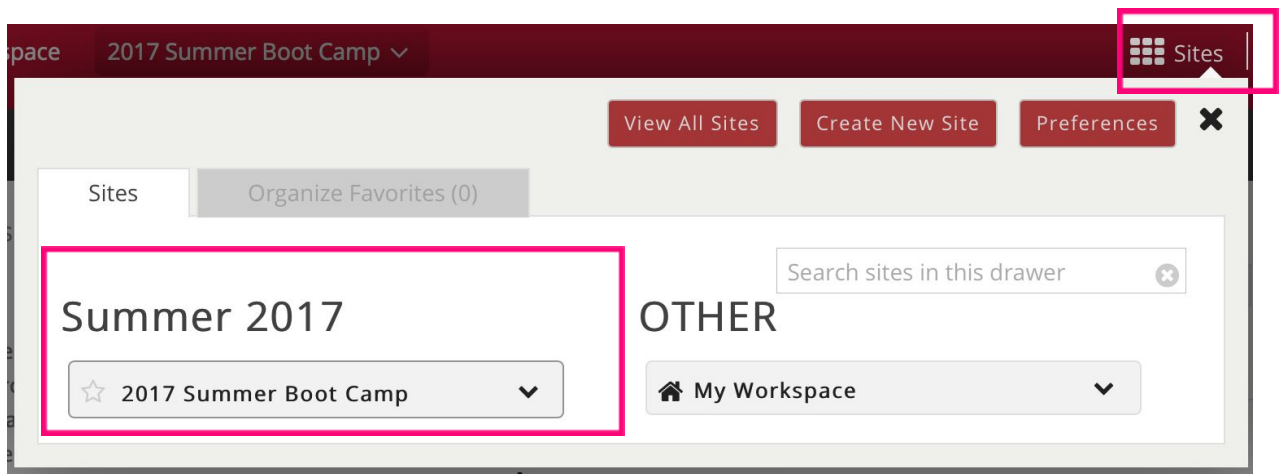 space 2017 Summer Boot Camp Sites
View All Sites Create New Site Preferences
Sites Organize Favorites (0)
Search sites in this drawer
Summer 2017 OTHER
2017 Summer Boot Camp My Workspace